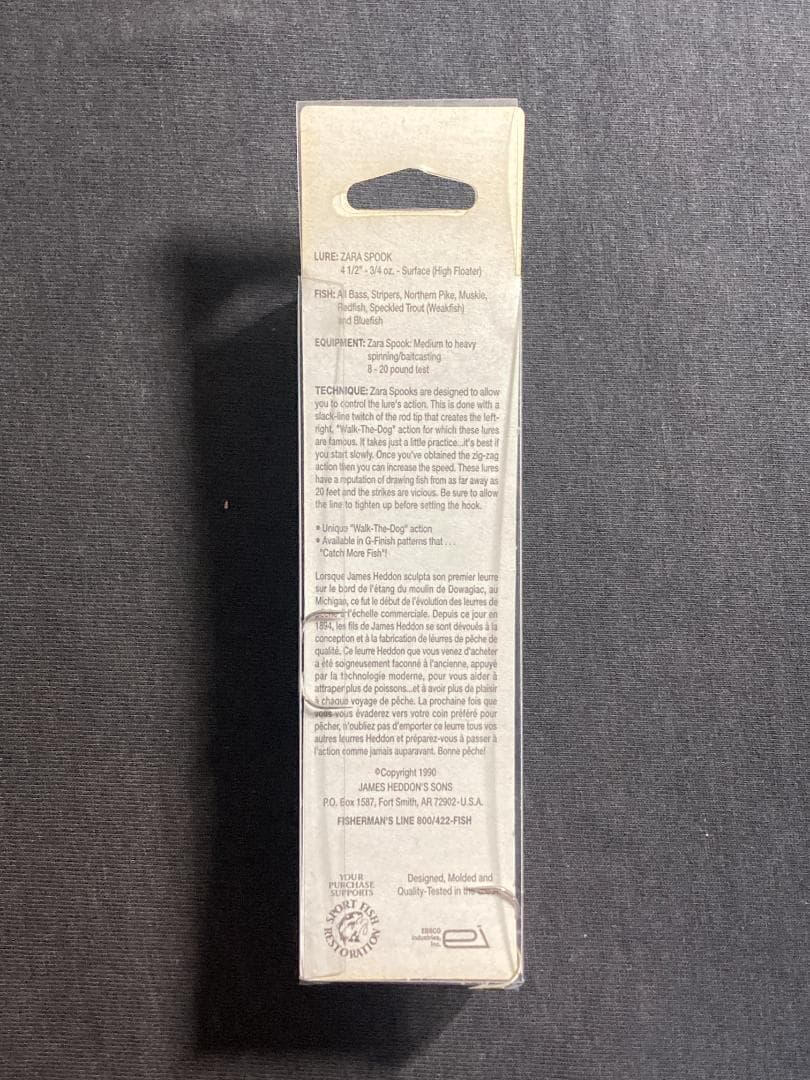 LURE: ZARA SPOOK
4 1/2" - 3/4 oz. - Surface (High Floater)
FISH: All Bass, Stripers, Northern Pike, Muskie,
Redfish, Speckled Trout (Weakfish)
and Bluefish
EQUIPMENT: Zara Spook: Medium to heavy
spinning/baitcasting
8 - 20 pound test
TECHNIQUE: Zara Spooks are designed to allow
you to control the lure's action. This is done with a
slack-line twitch of the rod tip that creates the left-
right, "Walk-The-Dog" action for which these lures
are famous. It takes just a little practice...it's best if
you start slowly. Once you've obtained the zig-zag
action then you can increase the speed. These lures
have a reputation of drawing fish from as far away as
20 feet and the strikes are vicious. Be sure to allow
the line to tighten up before setting the hook.
• Unique "Walk-The-Dog" action
• Available in G-Finish patterns that . . .
"Catch More Fish"!
Lorsque James Heddon sculpta son premier leurre
sur le bord de l'étang du moulin de Dowagiac, au
Michigan, ce fut le début de l'évolution des leurres de
pêche à l'échelle commerciale. Depuis ce jour en
1894, les fils de James Heddon se sont dévoués à la
conception et à la fabrication de léurres de pêche de
qualité. Ce leurre Heddon que vous venez d'acheter
a été soigneusement faconné à l'ancienne, appuyé
par la technologie moderne, pour vous aider à
attraper plus de poissons...et à avoir plus de plaisir
à chaque voyage de pêche. La prochaine fois que
vous vous évaderez vers votre coin préféré pour
pêcher, n'oubliez pas d'emporter ce leurre tous vos
autres leurres Heddon et préparez-vous à passer à
l'action comme jamais auparavant. Bonne pêche!
©Copyright 1990
JAMES HEDDON'S SONS
P.O. Box 1587, Fort Smith, AR 72902-U.S.A.
FISHERMAN'S LINE 800/422-FISH
YOUR
PURCHASE
SUPPORTS
SPORT FISH
RESTORATION
Designed, Molded and
Quality-Tested in the
EBSCO
Industries,
Inc.
ei